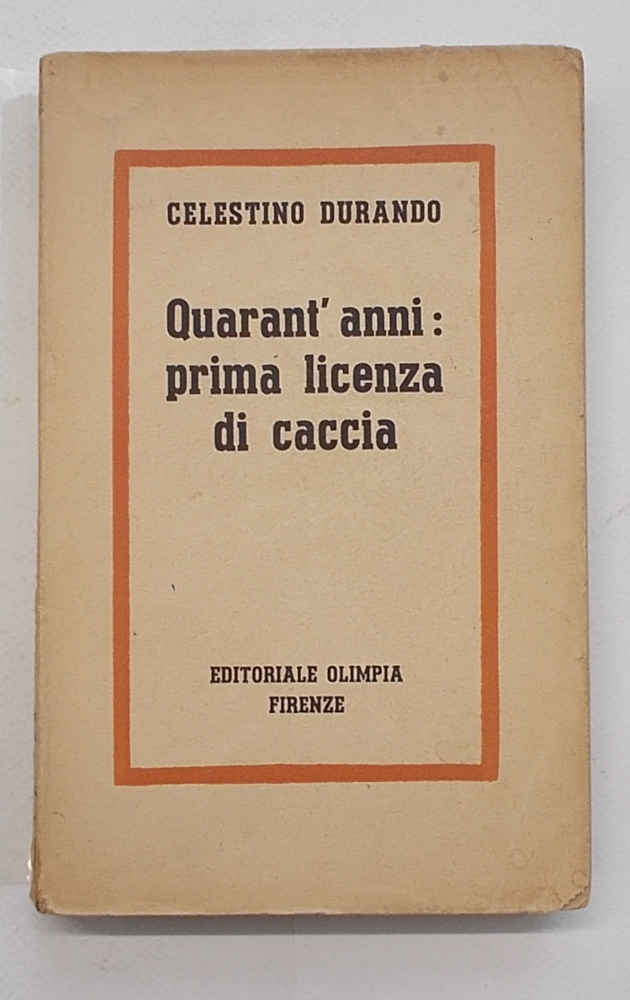 CELESTINO DURANDO
Quarant' anni:
prima licenza
di caccia
EDITORIALE OLIMPIA
FIRENZE